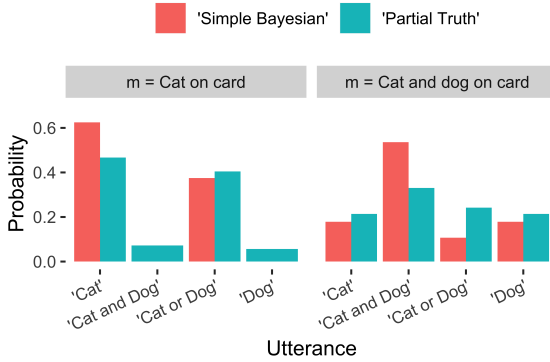 'Simple Bayesian' 'Partial Truth'
m = Cat on card m = Cat and dog on card
Probability
0.6
0.4
0.2
0.0
'Cat' 'Cat and Dog' 'Cat or Dog' 'Dog' 'Cat' 'Cat and Dog' 'Cat or Dog' 'Dog'
Utterance